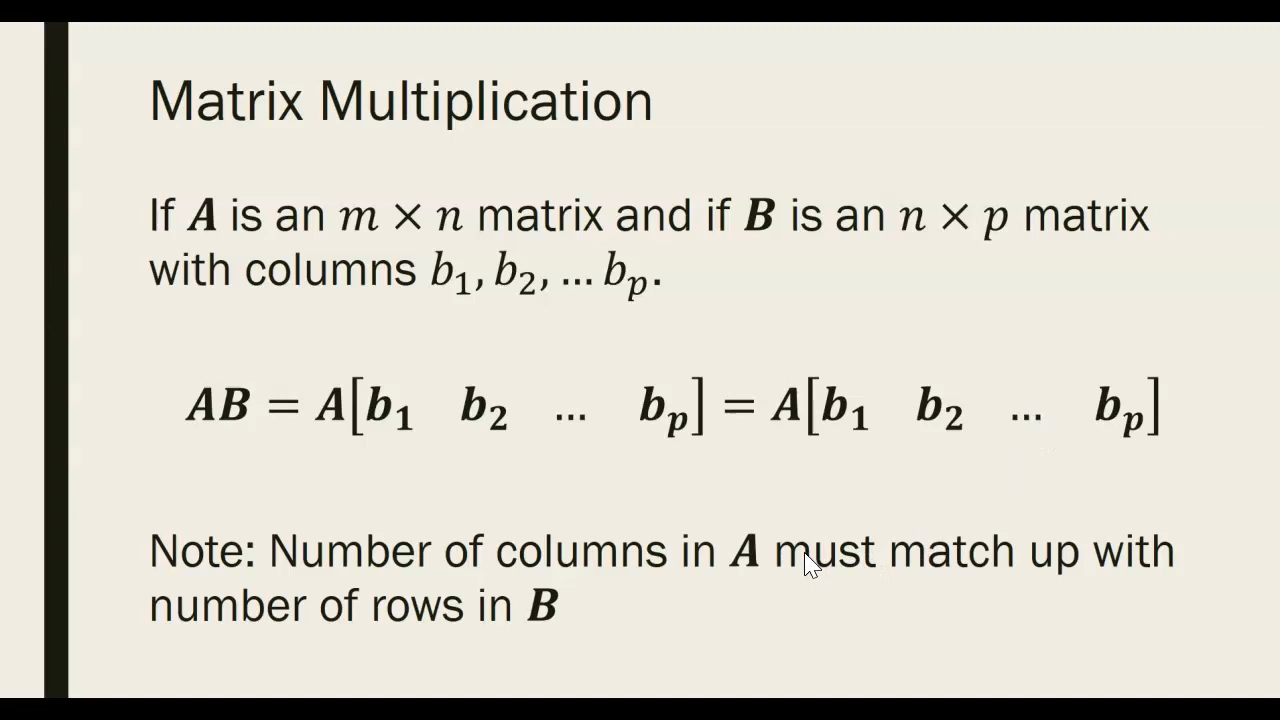 Matrix Multiplication
If A is an m × n matrix and if B is an n × p matrix
with columns b₁, b₂, … bₚ.
AB = A[b₁ b₂ … bₚ] = A[b₁ b₂ … bₚ]
Note: Number of columns in A must match up with
number of rows in B